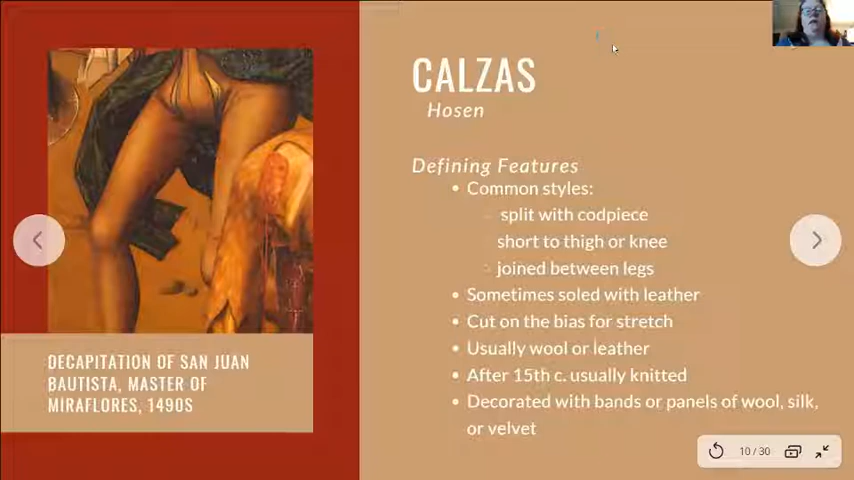 CALZAS
Hosen
Defining Features
Common styles:
split with codpiece
short to thigh or knee
joined between legs
Sometimes soled with leather
Cut on the bias for stretch
Usually wool or leather
After 15th c. usually knitted
Decorated with bands or panels of wool, silk,
or velvet
DECAPITATION OF SAN JUAN
BAUTISTA, MASTER OF
MIRAFLORES, 1490S
10 / 30